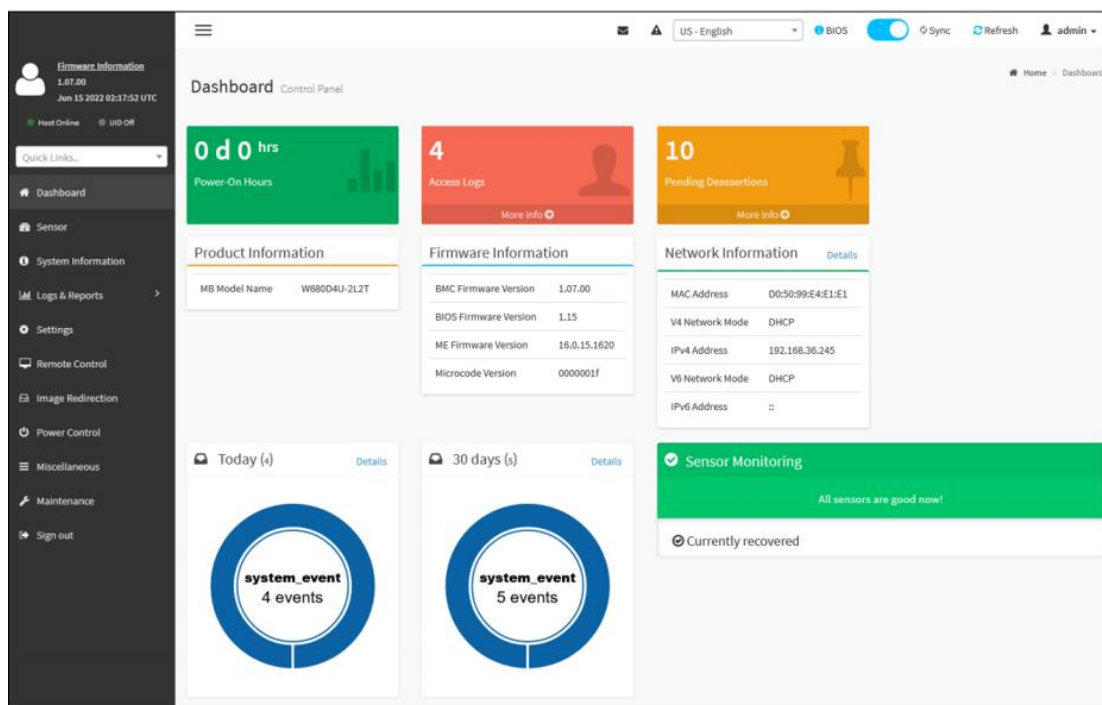 US - English
BIOS
Sync
Refresh
admin
Firmware Information
1.07.00
Jun 15 2022 02:17:52 UTC
Host Online UID Off
Quick Links...
Dashboard
Sensor
System Information
Logs & Reports
Settings
Remote Control
Image Redirection
Power Control
Miscellaneous
Maintenance
Sign out
Dashboard Control Panel
Home > Dashboard
0 d 0 hrs
Power-On Hours
4
Access Logs
More info
10
Pending Deassertions
More info
Product Information
MB Model Name W680D4U-2L2T
Firmware Information
BMC Firmware Version 1.07.00
BIOS Firmware Version 1.15
ME Firmware Version 16.0.15.1620
Microcode Version 0000001f
Network Information Details
MAC Address D0:50:99:E4:E1:E1
V4 Network Mode DHCP
IPv4 Address 192.168.36.245
V6 Network Mode DHCP
IPv6 Address ::
Today (4) Details
system_event
4 events
30 days (5) Details
system_event
5 events
Sensor Monitoring
All sensors are good now!
Currently recovered